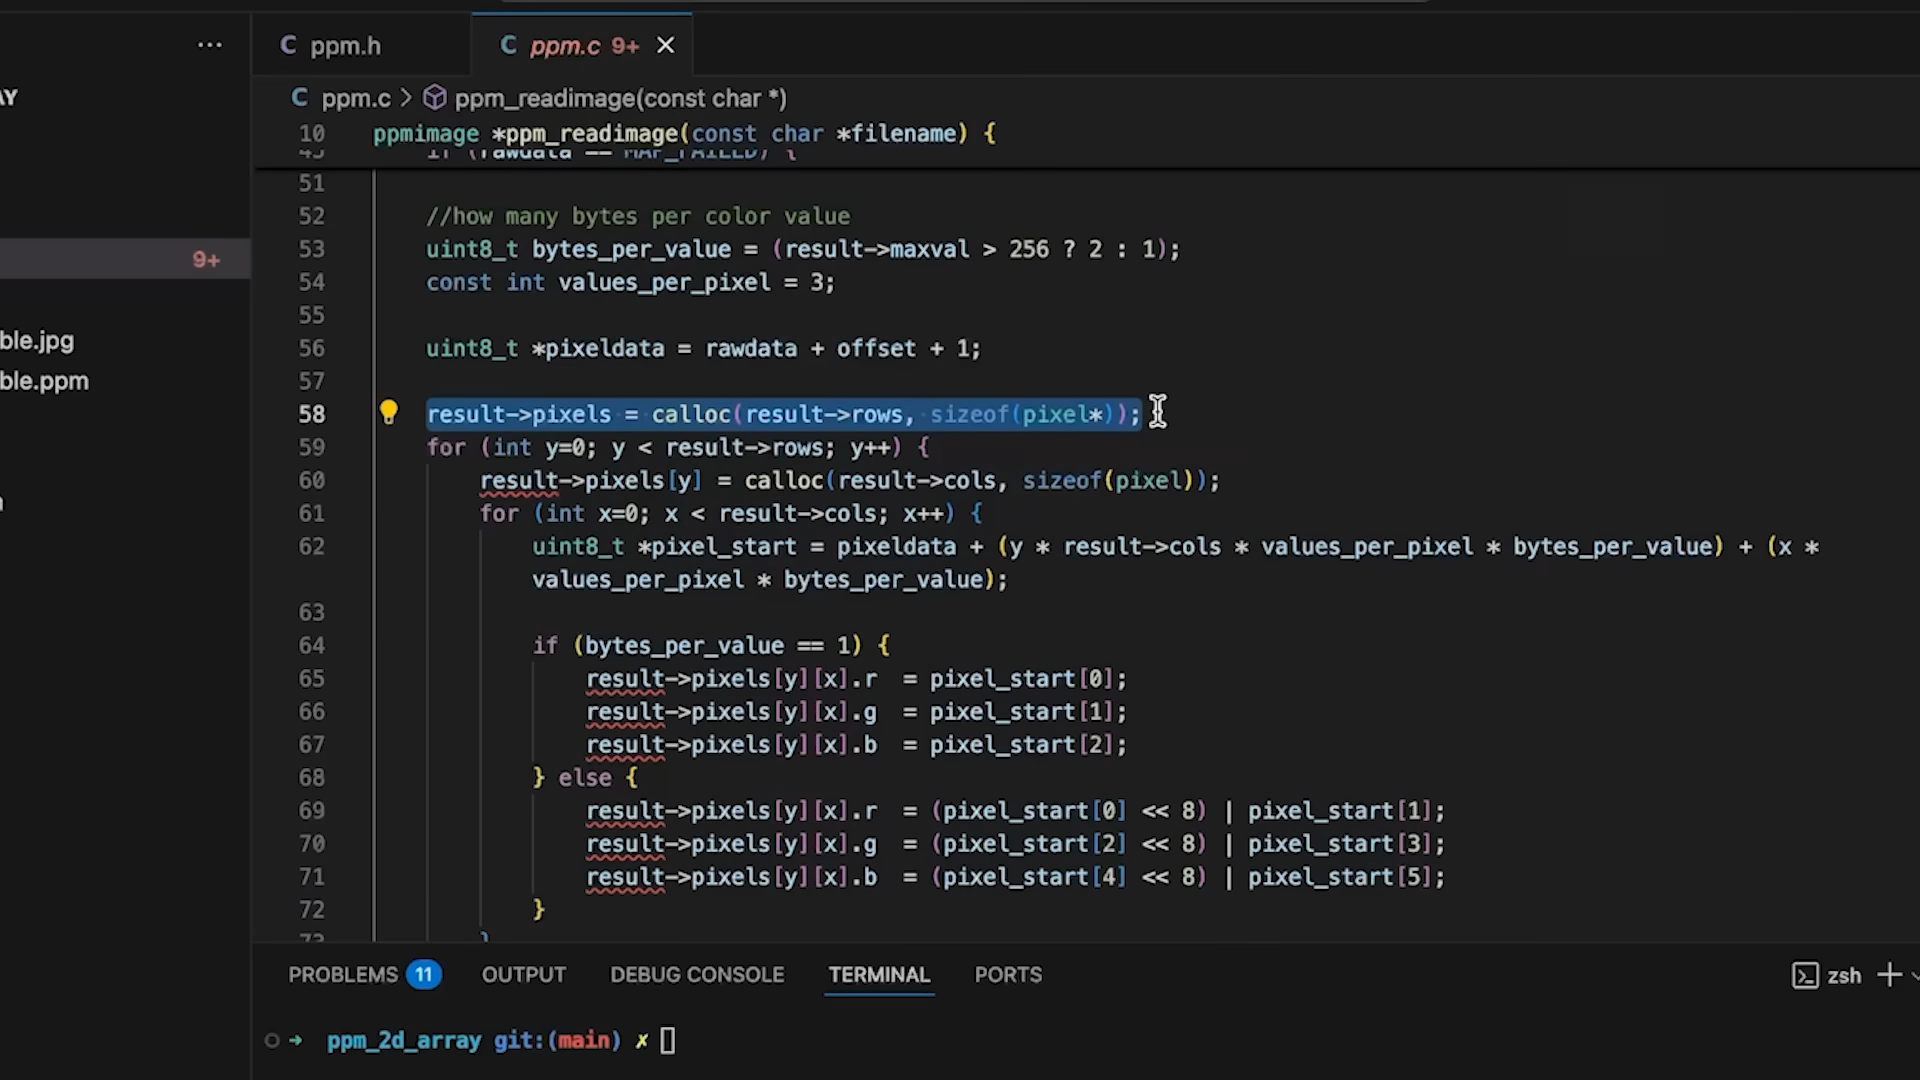 ··· C ppm.h C ppm.c 9+ ×
AY
C ppm.c > ppm_readimage(const char *)
10 ppmimage *ppm_readimage(const char *filename) {
45 if (rawdata == MAP_FAILED) {
51
52 //how many bytes per color value
53 uint8_t bytes_per_value = (result->maxval > 256 ? 2 : 1);
9+
54 const int values_per_pixel = 3;
55
ble.jpg
56 uint8_t *pixeldata = rawdata + offset + 1;
ble.ppm
57
58 result->pixels = calloc(result->rows, sizeof(pixel*));
59 for (int y=0; y < result->rows; y++) {
60 result->pixels[y] = calloc(result->cols, sizeof(pixel));
61 for (int x=0; x < result->cols; x++) {
62 uint8_t *pixel_start = pixeldata + (y * result->cols * values_per_pixel * bytes_per_value) + (x *
values_per_pixel * bytes_per_value);
63
64 if (bytes_per_value == 1) {
65 result->pixels[y][x].r = pixel_start[0];
66 result->pixels[y][x].g = pixel_start[1];
67 result->pixels[y][x].b = pixel_start[2];
68 } else {
69 result->pixels[y][x].r = (pixel_start[0] << 8) | pixel_start[1];
70 result->pixels[y][x].g = (pixel_start[2] << 8) | pixel_start[3];
71 result->pixels[y][x].b = (pixel_start[4] << 8) | pixel_start[5];
72 }
73 }
PROBLEMS 11 OUTPUT DEBUG CONSOLE TERMINAL PORTS zsh +
→ ppm_2d_array git:(main) ✗